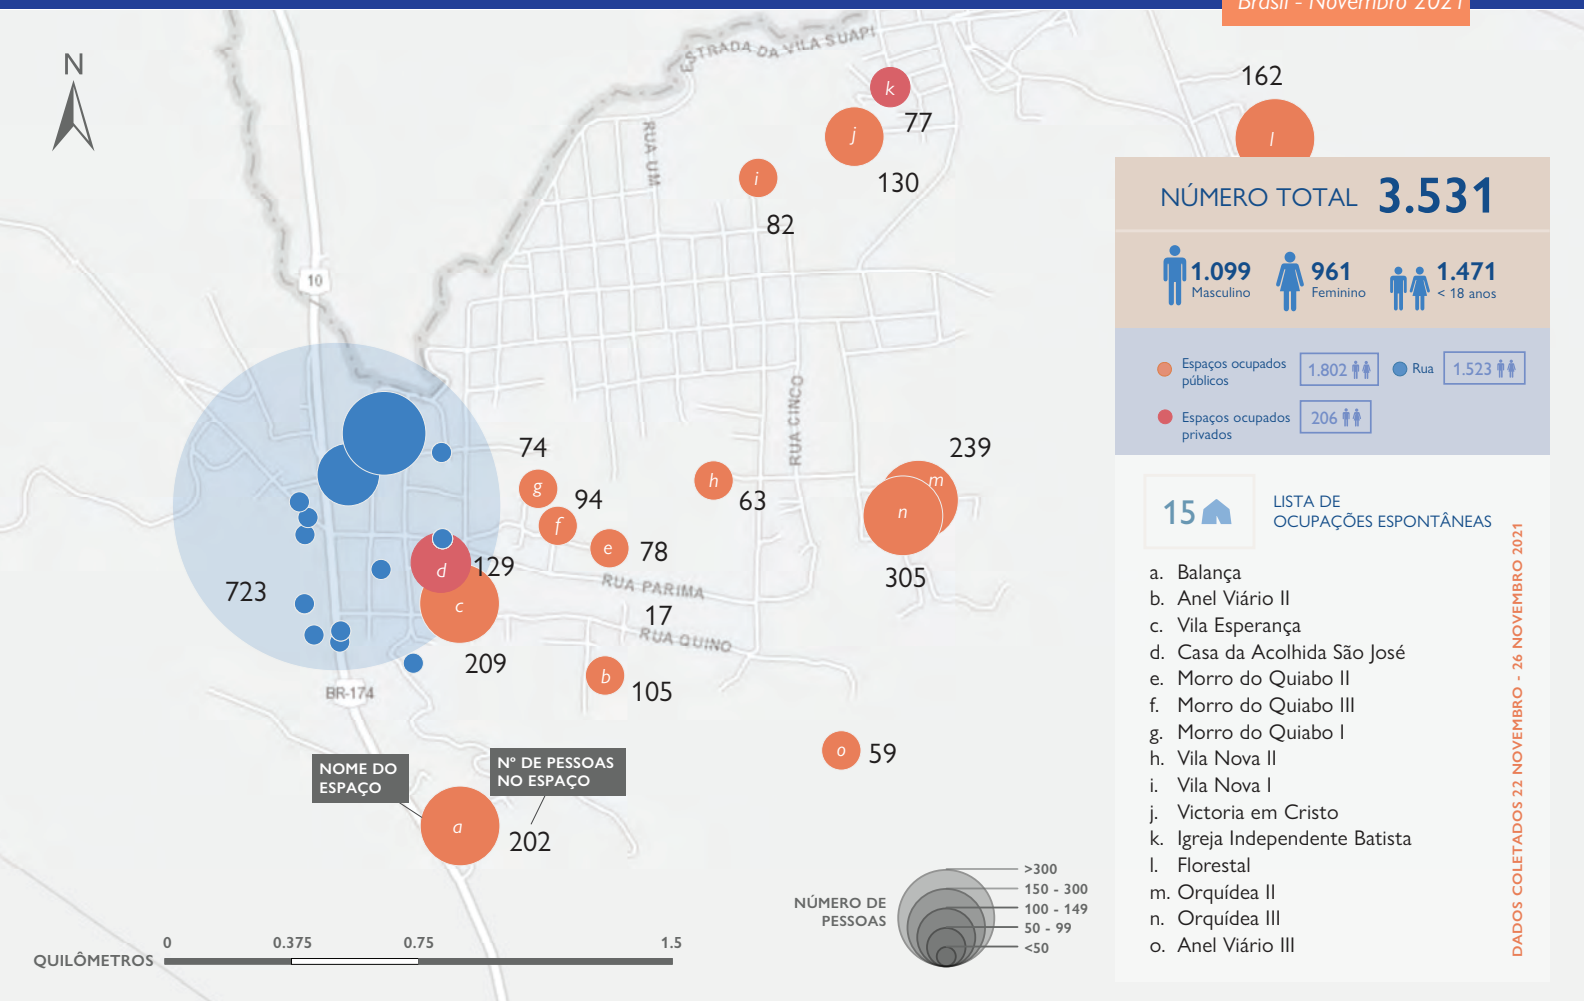 Brasil - Novembro 2021
N
ESTRADA DA VILA SUAPI
162
k
77
l
j
RUA UM
130
i
82
NÚMERO TOTAL 3.531
1.099
Masculino
961
Feminino
1.471
< 18 anos
10
Espaços ocupados
públicos
1.802
Rua
1.523
Espaços ocupados
privados
206
RUA CINCO
74
239
g
94
h
63
m
n
f
e
78
305
d
129
RUA PARIMA
723
c
17
RUA QUINO
209
b
105
BR-174
15
LISTA DE
OCUPAÇÕES ESPONTÂNEAS
a. Balança
b. Anel Viário II
c. Vila Esperança
d. Casa da Acolhida São José
e. Morro do Quiabo II
f. Morro do Quiabo III
g. Morro do Quiabo I
h. Vila Nova II
i. Vila Nova I
j. Victoria em Cristo
k. Igreja Independente Batista
l. Florestal
m. Orquídea II
n. Orquídea III
o. Anel Viário III
DADOS COLETADOS 22 NOVEMBRO - 26 NOVEMBRO 2021
o
59
NOME DO
ESPAÇO
Nº DE PESSOAS
NO ESPAÇO
a
202
NÚMERO DE
PESSOAS
>300
150 - 300
100 - 149
50 - 99
<50
0 0.375 0.75 1.5
QUILÔMETROS